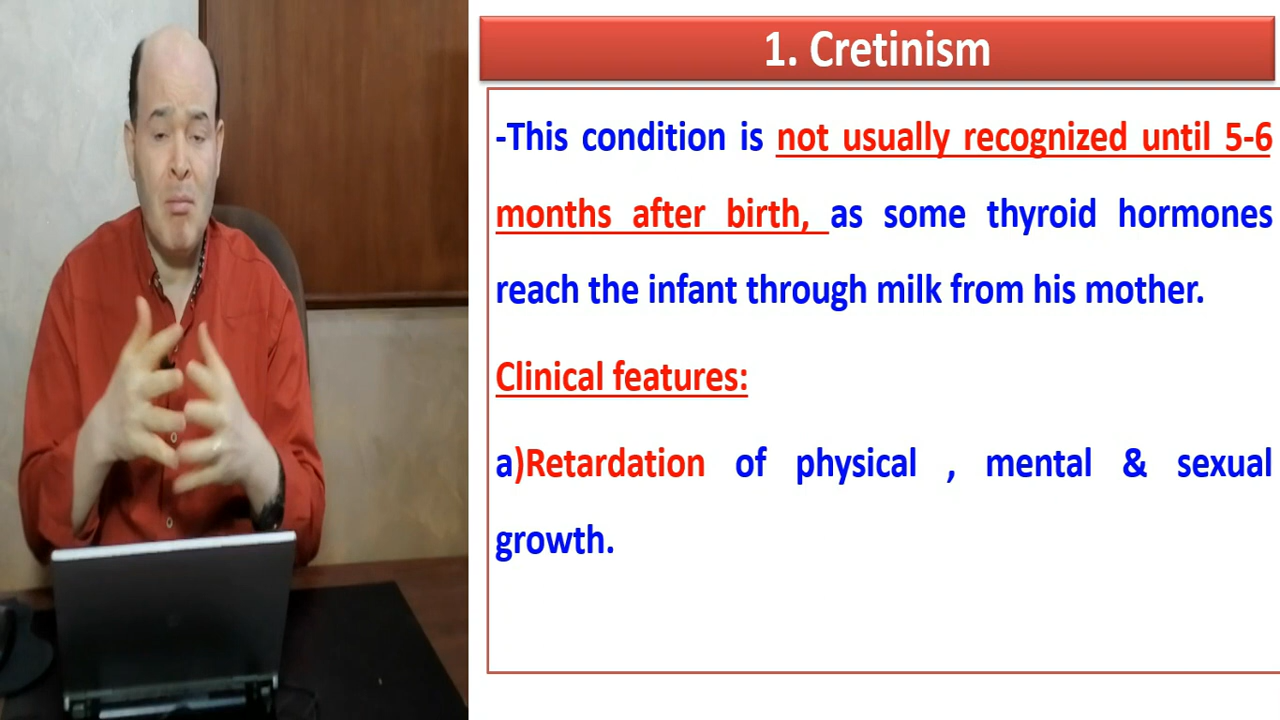 1. Cretinism
-This condition is not usually recognized until 5-6
months after birth, as some thyroid hormones
reach the infant through milk from his mother.
Clinical features:
a)Retardation of physical , mental & sexual
growth.